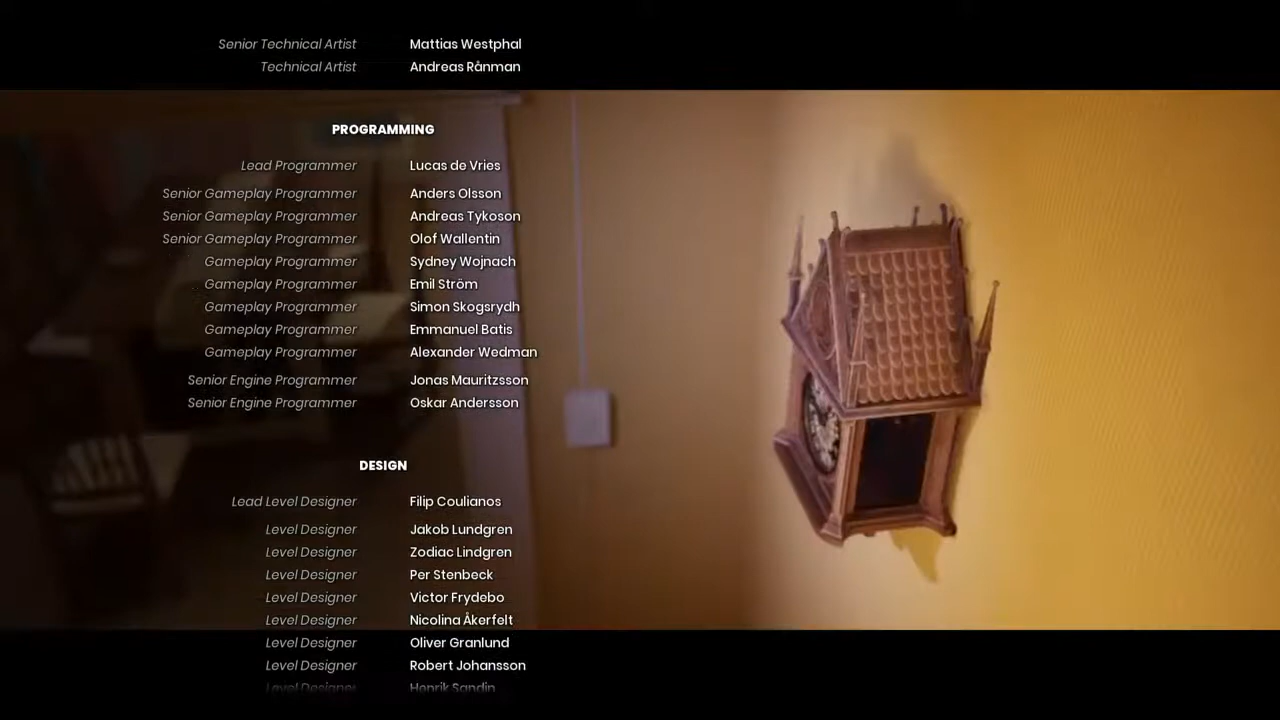 Senior Technical Artist Mattias Westphal
Technical Artist Andreas Rånman
PROGRAMMING
Lead Programmer Lucas de Vries
Senior Gameplay Programmer Anders Olsson
Senior Gameplay Programmer Andreas Tykoson
Senior Gameplay Programmer Olof Wallentin
Gameplay Programmer Sydney Wojnach
Gameplay Programmer Emil Ström
Gameplay Programmer Simon Skogsrydh
Gameplay Programmer Emmanuel Batis
Gameplay Programmer Alexander Wedman
Senior Engine Programmer Jonas Mauritzsson
Senior Engine Programmer Oskar Andersson
DESIGN
Lead Level Designer Filip Coulianos
Level Designer Jakob Lundgren
Level Designer Zodiac Lindgren
Level Designer Per Stenbeck
Level Designer Victor Frydebo
Level Designer Nicolina Åkerfelt
Level Designer Oliver Granlund
Level Designer Robert Johansson
Level Designer Henrik Sandin